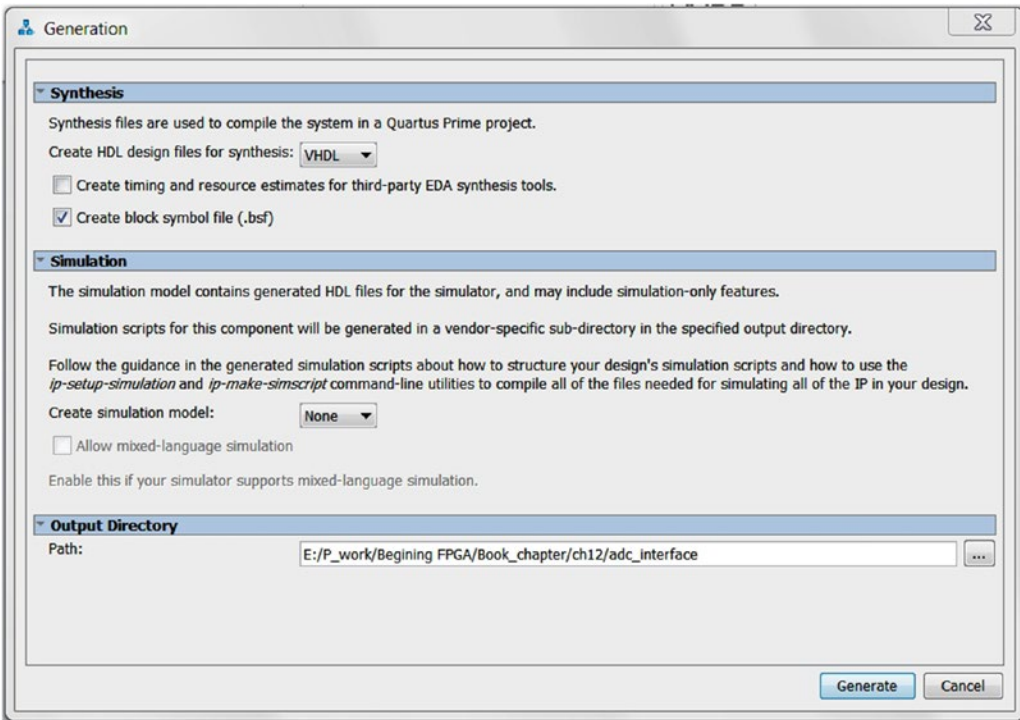 Generation
Synthesis
Synthesis files are used to compile the system in a Quartus Prime project.
Create HDL design files for synthesis: VHDL
Create timing and resource estimates for third-party EDA synthesis tools.
Create block symbol file (.bsf)
Simulation
The simulation model contains generated HDL files for the simulator, and may include simulation-only features.
Simulation scripts for this component will be generated in a vendor-specific sub-directory in the specified output directory.
Follow the guidance in the generated simulation scripts about how to structure your design's simulation scripts and how to use the
ip-setup-simulation and ip-make-simscript command-line utilities to compile all of the files needed for simulating all of the IP in your design.
Create simulation model: None
Allow mixed-language simulation
Enable this if your simulator supports mixed-language simulation.
Output Directory
Path: E:/P_work/Begining FPGA/Book_chapter/ch12/adc_interface ...
Generate Cancel